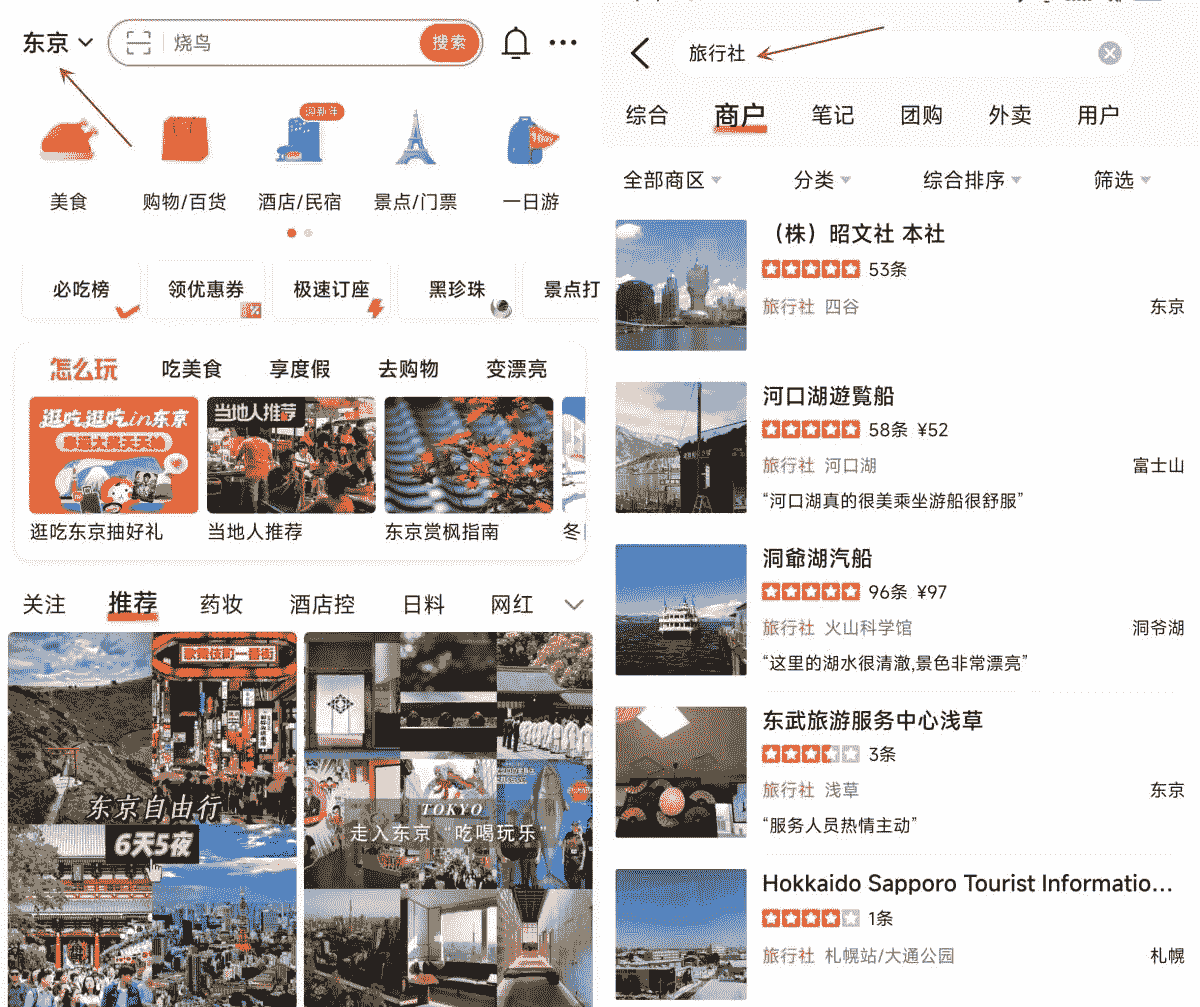 东京
烧鸟
搜索
迎新年
美食
购物/百货
酒店/民宿
景点/门票
一日游
必吃榜
领优惠券
极速订座
黑珍珠
景点打
怎么玩
吃美食
享度假
去购物
变漂亮
逛吃逛吃in东京
当地人推荐
逛吃东京抽好礼
当地人推荐
东京赏枫指南
冬日
关注
推荐
药妆
酒店控
日料
网红
歌舞伎町一番街
东京自由行
6天5夜
TOKYO
走入东京“吃喝玩乐”
旅行社
综合
商户
笔记
团购
外卖
用户
全部商区
分类
综合排序
筛选
（株）昭文社 本社
53条
旅行社 四谷
东京
河口湖遊覧船
58条 ¥52
旅行社 河口湖
富士山
“河口湖真的很美乘坐游船很舒服”
洞爺湖汽船
96条 ¥97
旅行社 火山科学馆
洞爷湖
“这里的湖水很清澈,景色非常漂亮”
东武旅游服务中心浅草
3条
旅行社 浅草
东京
“服务人员热情主动”
Hokkaido Sapporo Tourist Informatio...
1条
旅行社 札幌站/大通公园
札幌